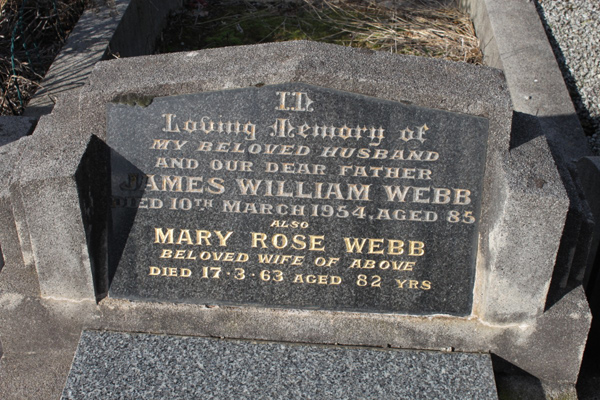 In
Loving Memory of
MY BELOVED HUSBAND
AND OUR DEAR FATHER
JAMES WILLIAM WEBB
DIED 10TH MARCH 1954, AGED 85
ALSO
MARY ROSE WEBB
BELOVED WIFE OF ABOVE
DIED 17·3·63 AGED 82 YRS